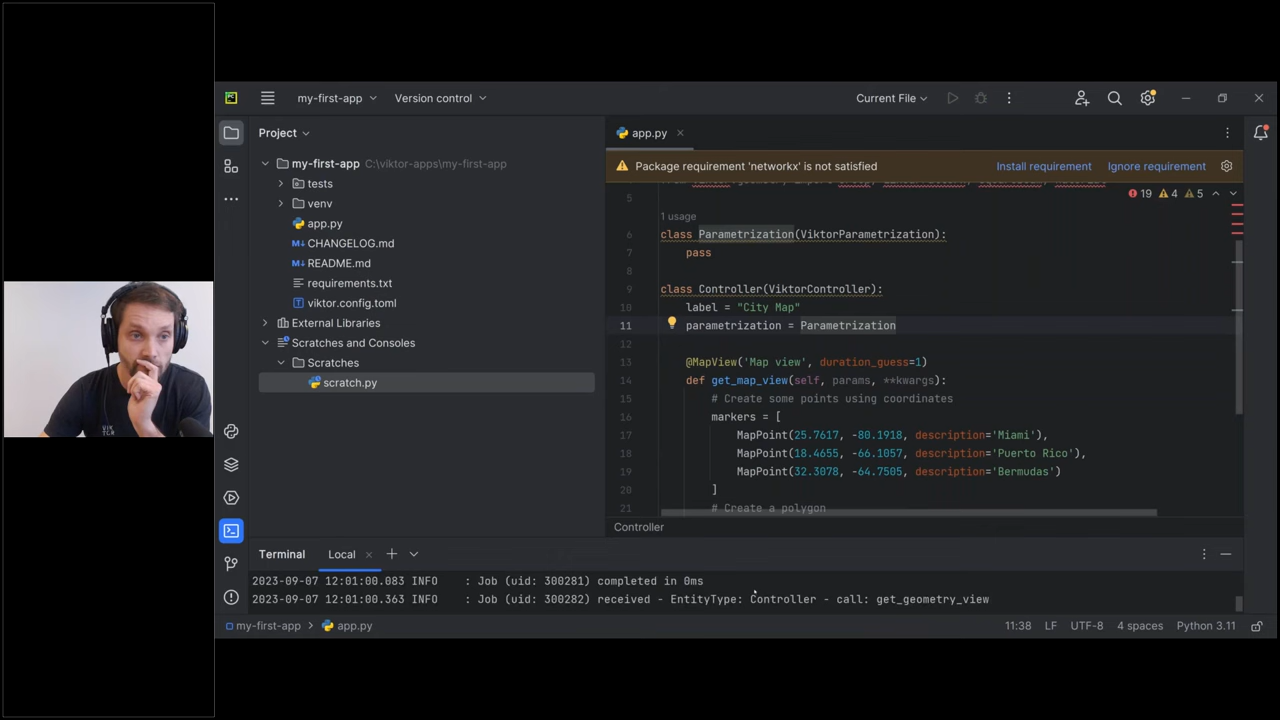 my-first-app
Version control
Current File
Project
app.py
my-first-app C:\viktor-apps\my-first-app
tests
venv
app.py
CHANGELOG.md
README.md
requirements.txt
viktor.config.toml
External Libraries
Scratches and Consoles
Scratches
scratch.py
Package requirement 'networkx' is not satisfied Install requirement Ignore requirement
19 4 5
5
1 usage
6 class Parametrization(ViktorParametrization):
7 pass
8
9 class Controller(ViktorController):
10 label = "City Map"
11 parametrization = Parametrization
12
13 @MapView('Map view', duration_guess=1)
14 def get_map_view(self, params, **kwargs):
15 # Create some points using coordinates
16 markers = [
17 MapPoint(25.7617, -80.1918, description='Miami'),
18 MapPoint(18.4655, -66.1057, description='Puerto Rico'),
19 MapPoint(32.3078, -64.7505, description='Bermudas')
20 ]
21 # Create a polygon
Controller
Terminal Local
2023-09-07 12:01:00.083 INFO : Job (uid: 300281) completed in 0ms
2023-09-07 12:01:00.363 INFO : Job (uid: 300282) received - EntityType: Controller - call: get_geometry_view
my-first-app > app.py
11:38 LF UTF-8 4 spaces Python 3.11